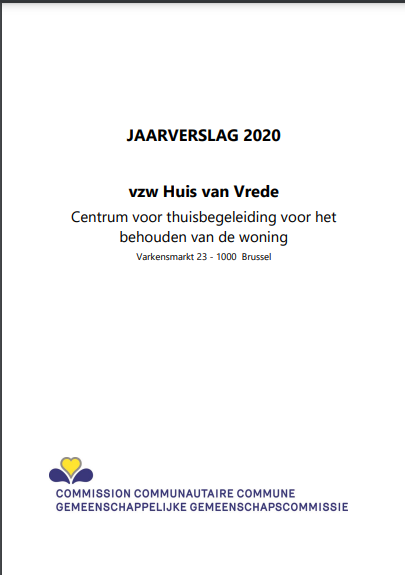 JAARVERSLAG 2020
vzw Huis van Vrede
Centrum voor thuisbegeleiding voor het
behouden van de woning
Varkensmarkt 23 - 1000 Brussel
COMMISSION COMMUNAUTAIRE COMMUNE
GEMEENSCHAPPELIJKE GEMEENSCHAPSCOMMISSIE